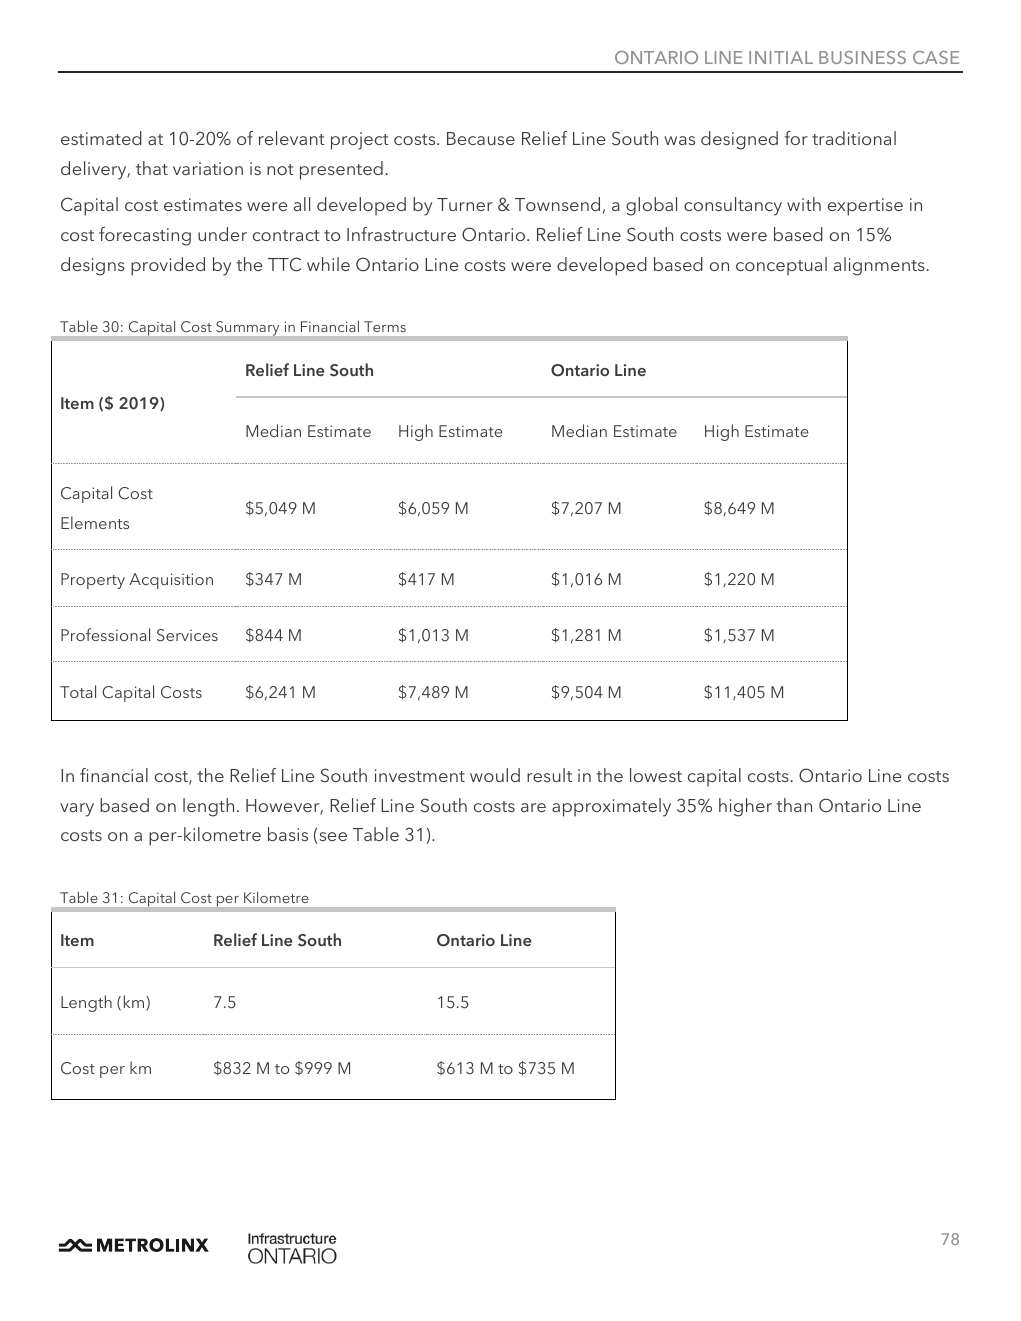 ONTARIO LINE INITIAL BUSINESS CASE
estimated at 10-20% of relevant project costs. Because Relief Line South was designed for traditional
delivery, that variation is not presented.
Capital cost estimates were all developed by Turner & Townsend, a global consultancy with expertise in
cost forecasting under contract to Infrastructure Ontario. Relief Line South costs were based on 15%
designs provided by the TTC while Ontario Line costs were developed based on conceptual alignments.
Table 30: Capital Cost Summary in Financial Terms
Relief Line South Ontario Line
Item ($ 2019)
Median Estimate High Estimate Median Estimate High Estimate
Capital Cost
Elements
$5,049 M $6,059 M $7,207 M $8,649 M
Property Acquisition $347 M $417 M $1,016 M $1,220 M
Professional Services $844 M $1,013 M $1,281 M $1,537 M
Total Capital Costs $6,241 M $7,489 M $9,504 M $11,405 M
In financial cost, the Relief Line South investment would result in the lowest capital costs. Ontario Line costs
vary based on length. However, Relief Line South costs are approximately 35% higher than Ontario Line
costs on a per-kilometre basis (see Table 31).
Table 31: Capital Cost per Kilometre
Item Relief Line South Ontario Line
Length (km) 7.5 15.5
Cost per km $832 M to $999 M $613 M to $735 M
METROLINX
Infrastructure
ONTARIO
78